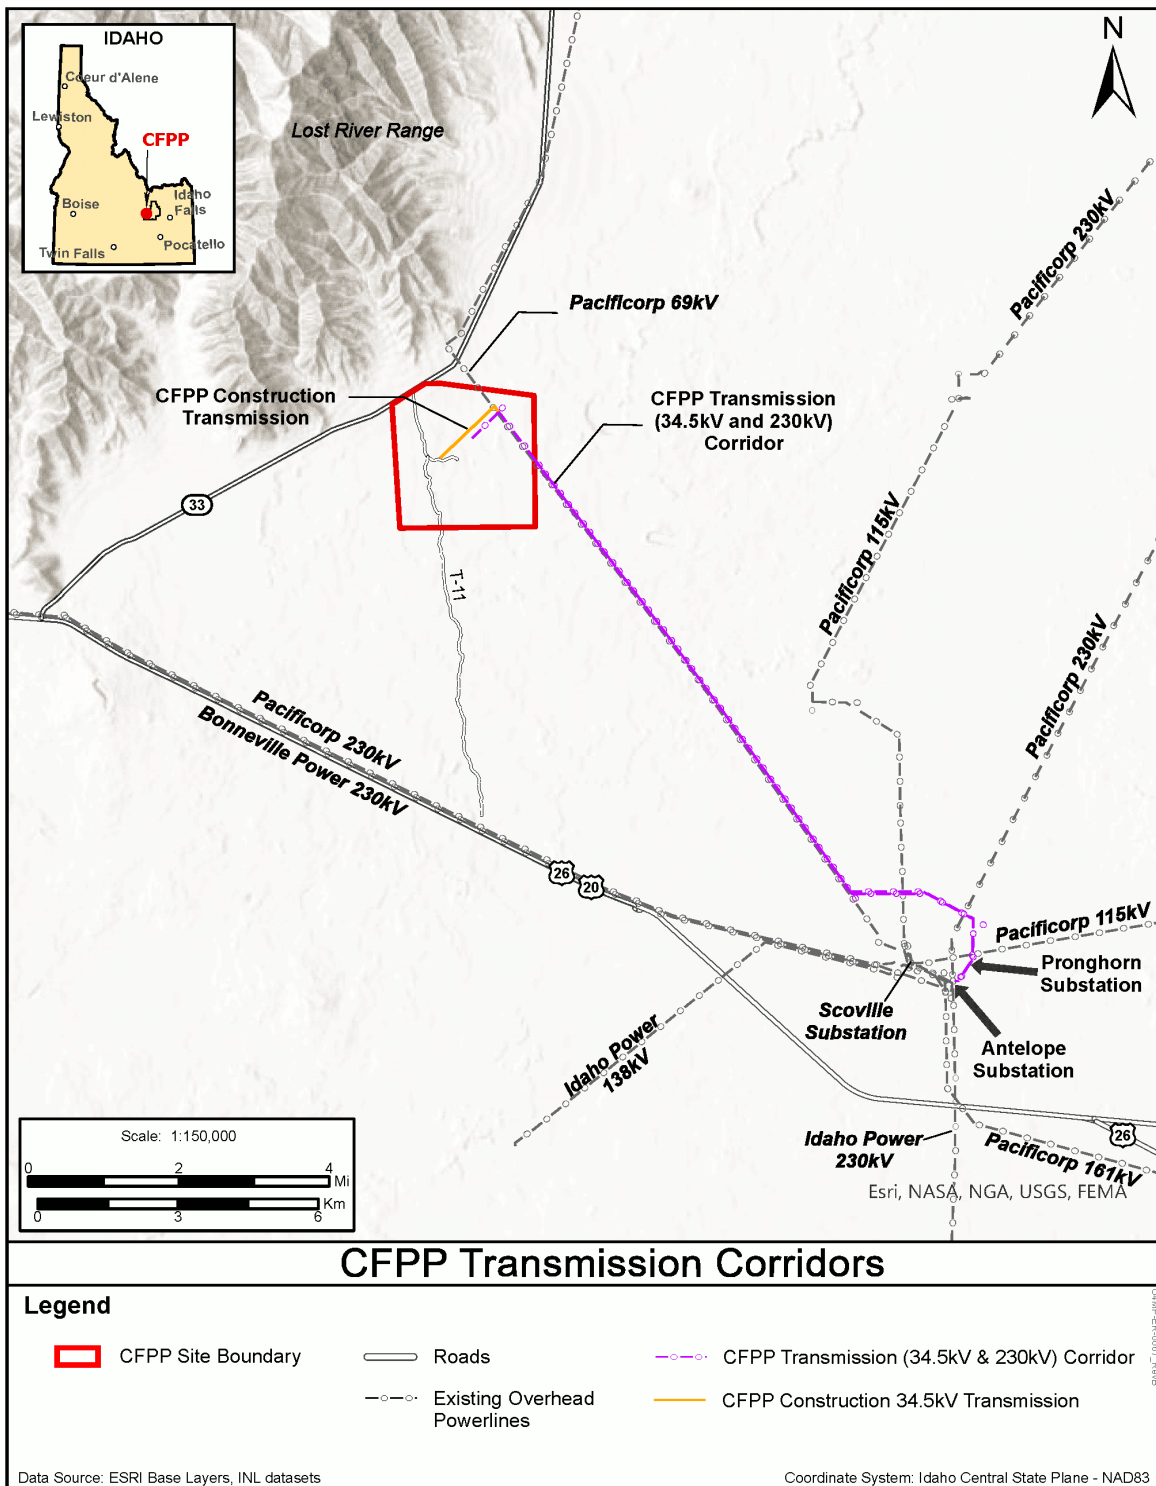 IDAHO
Coeur d'Alene
Lewiston
CFPP
Boise
Idaho
Falls
Twin Falls
Pocatello
N
Lost River Range
Pacificorp 230kV
Pacificorp 69kV
CFPP Construction
Transmission
CFPP Transmission
(34.5kV and 230kV)
Corridor
33
Pacificorp 115kV
T-11
Pacificorp 230kV
Pacificorp 230kV
Bonneville Power 230kV
26
20
Pacificorp 115kV
Pronghorn
Substation
Scoville
Substation
Antelope
Substation
Idaho Power
138kV
Idaho Power
230kV
26
Pacificorp 161kV
Scale: 1:150,000
0 2 4
Mi
Km
0 3 6
Esri, NASA, NGA, USGS, FEMA
CFPP Transmission Corridors
Legend
CFPP Site Boundary
Roads
CFPP Transmission (34.5kV & 230kV) Corridor
Existing Overhead
Powerlines
CFPP Construction 34.5kV Transmission
Data Source: ESRI Base Layers, INL datasets
Coordinate System: Idaho Central State Plane - NAD83